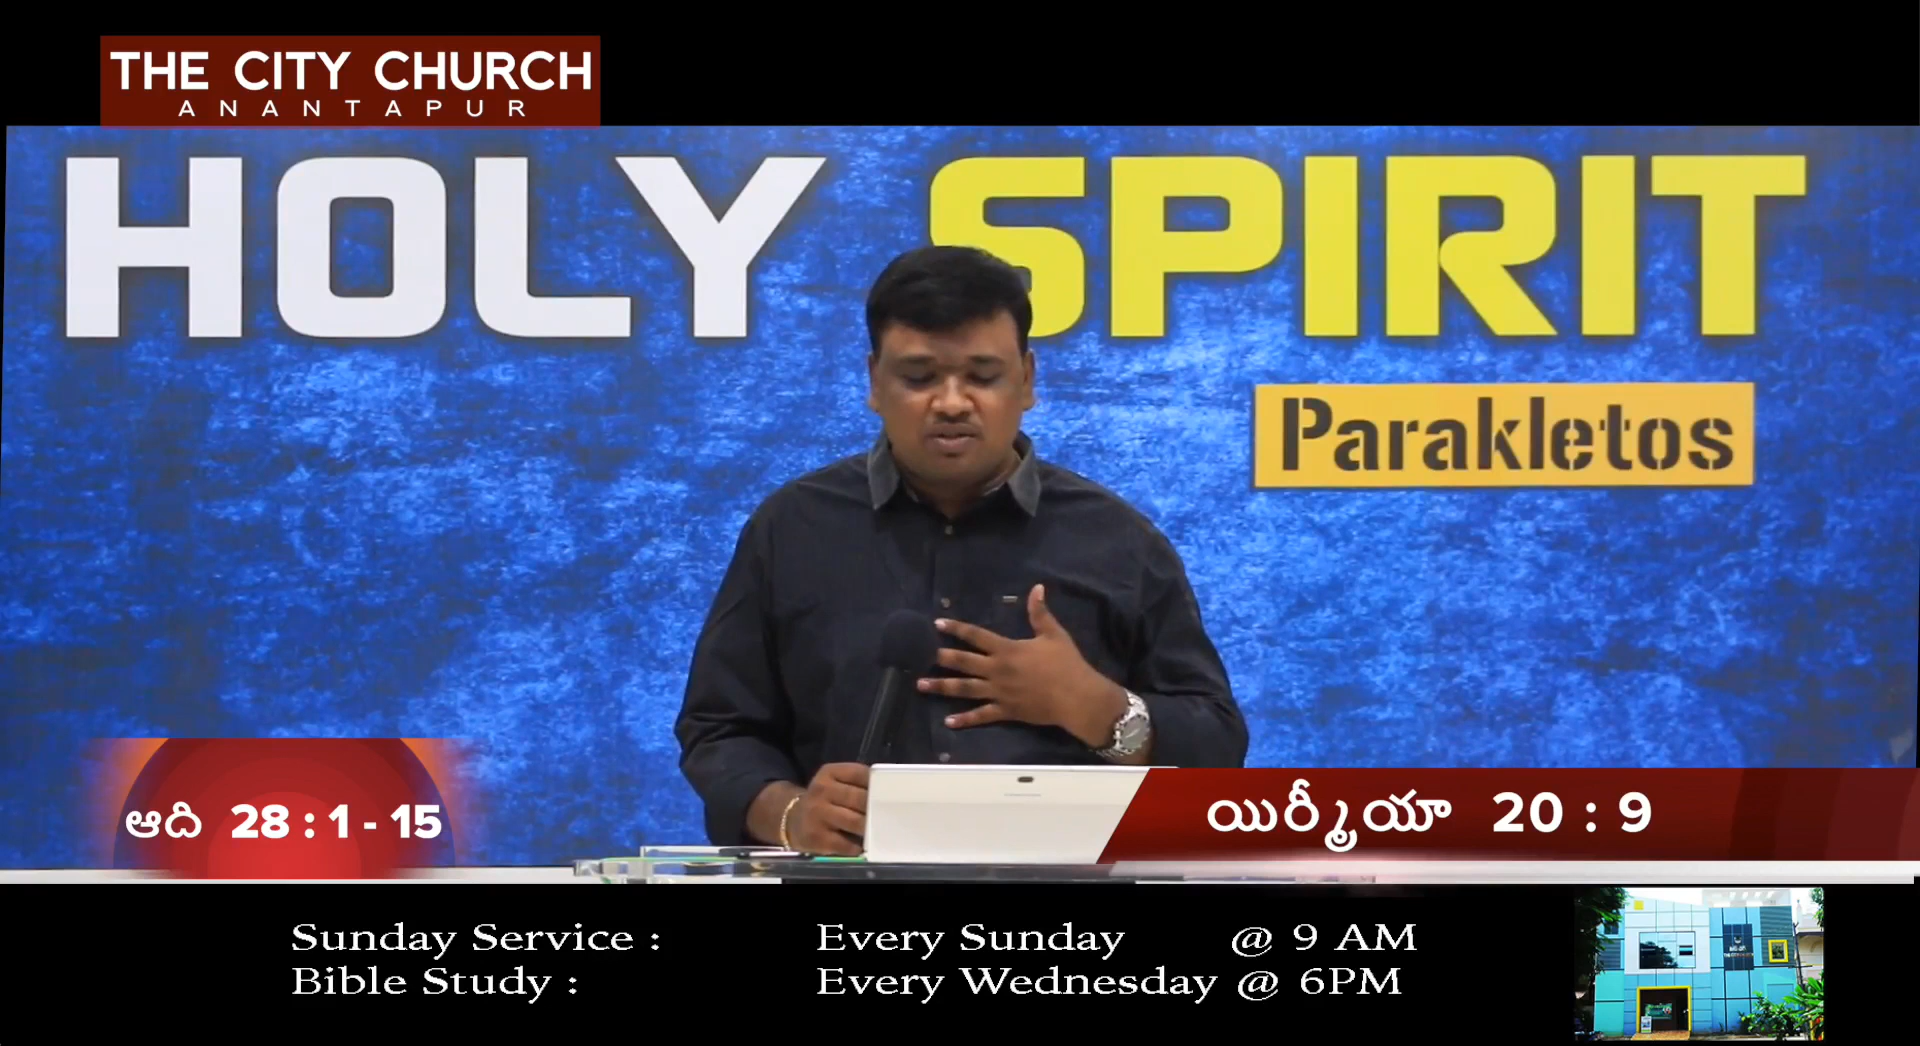 THE CITY CHURCH
ANANTAPUR
HOLY SPIRIT
Parakletos
ఆది 28 : 1 - 15
యిర్మీయా 20 : 9
Sunday Service : Every Sunday @ 9 AM
Bible Study : Every Wednesday @ 6PM